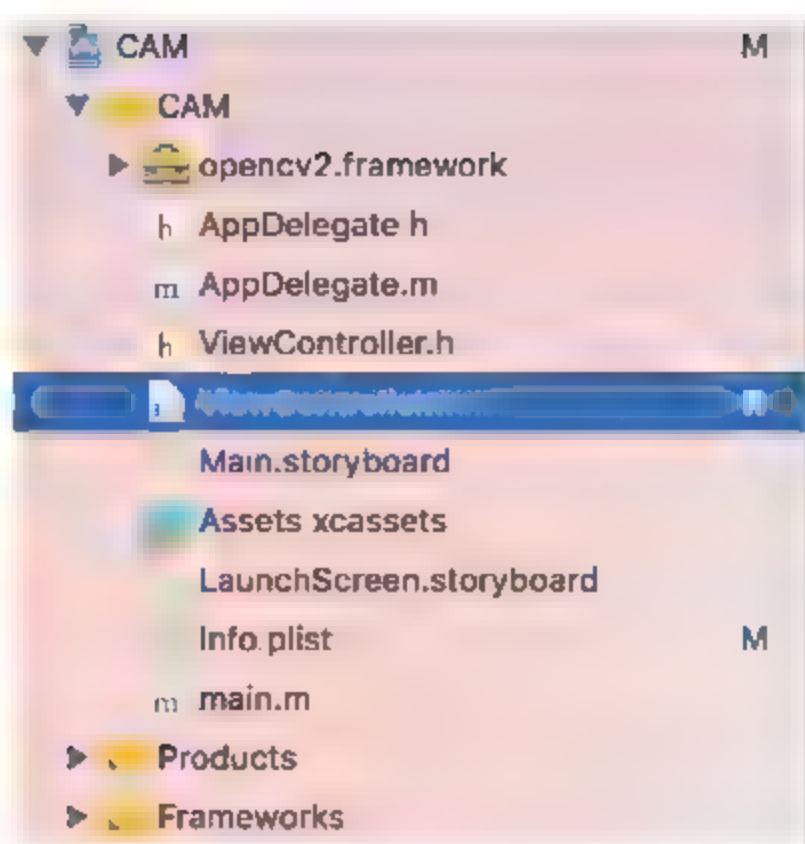 CAM M
CAM
opencv2.framework
h AppDelegate h
m AppDelegate.m
h ViewController.h
Main.storyboard
Assets xcassets
LaunchScreen.storyboard
Info.plist M
m main.m
Products
Frameworks